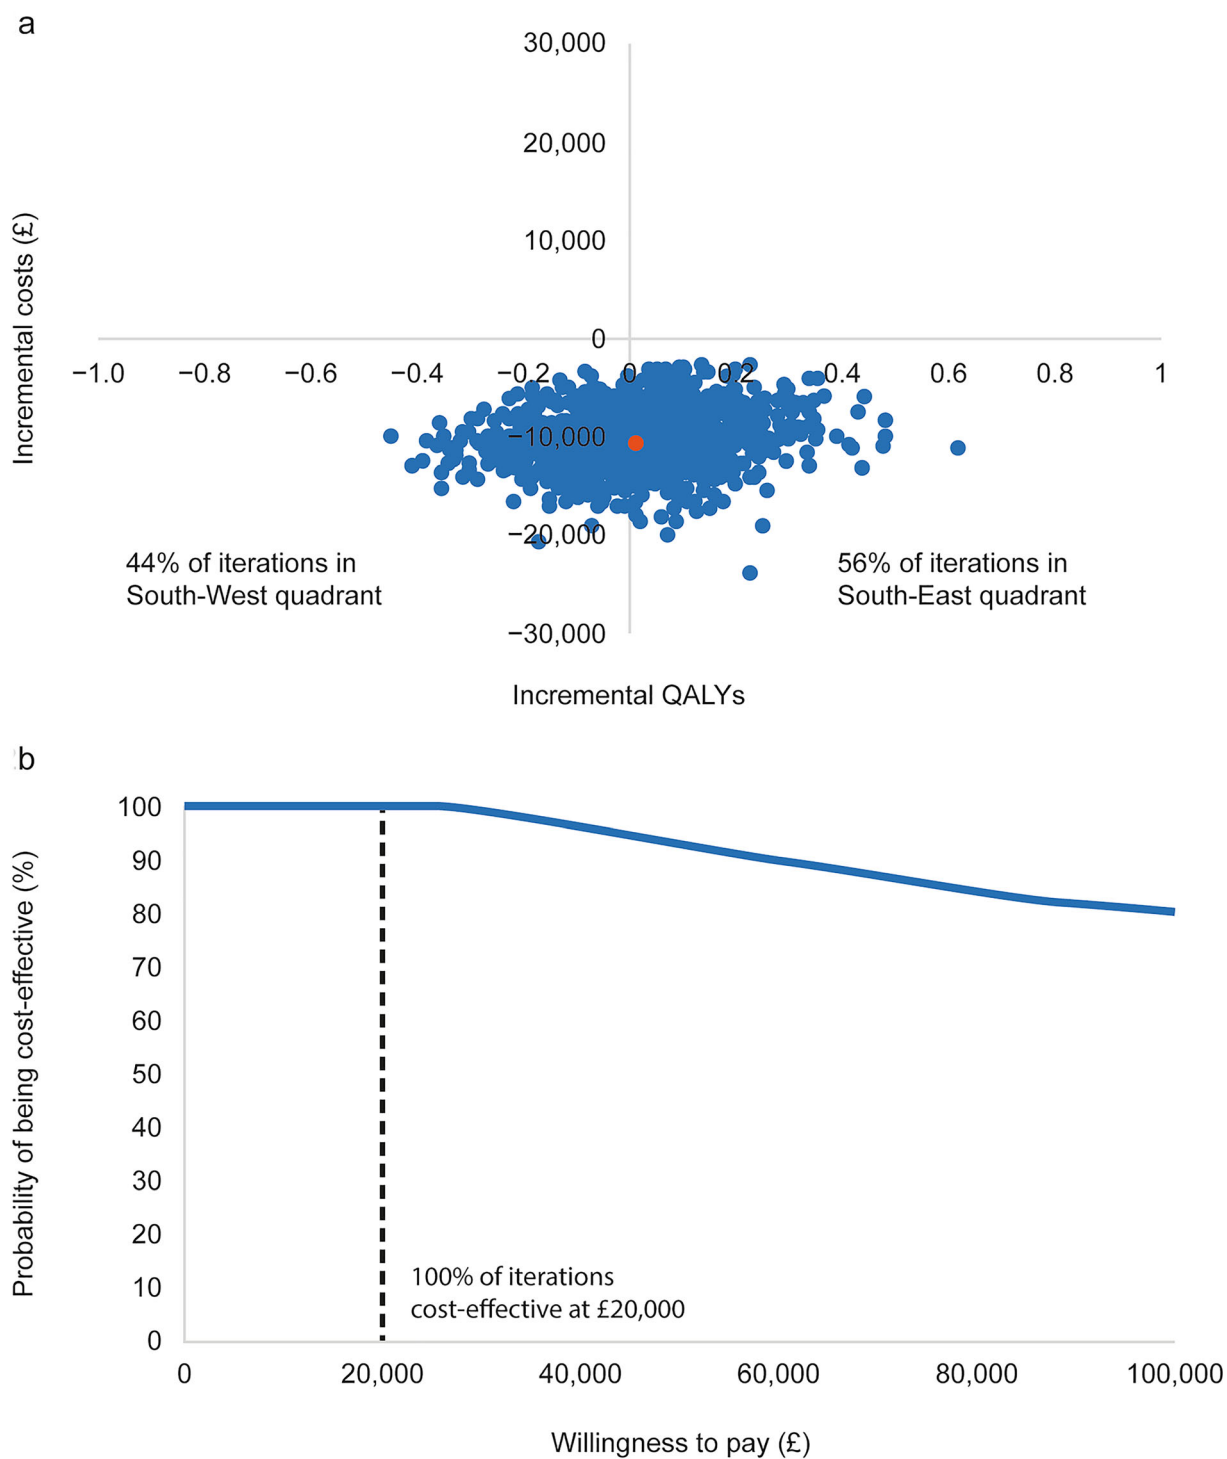 a
30,000
20,000
10,000
0
−1.0 −0.8 −0.6 −0.4 −0.2 0 0.2 0.4 0.6 0.8 1
−10,000
−20,000
−30,000
Incremental costs (£)
44% of iterations in
South-West quadrant
56% of iterations in
South-East quadrant
Incremental QALYs
b
100
90
80
70
60
50
40
30
20
10
0
Probability of being cost-effective (%)
100% of iterations
cost-effective at £20,000
0 20,000 40,000 60,000 80,000 100,000
Willingness to pay (£)